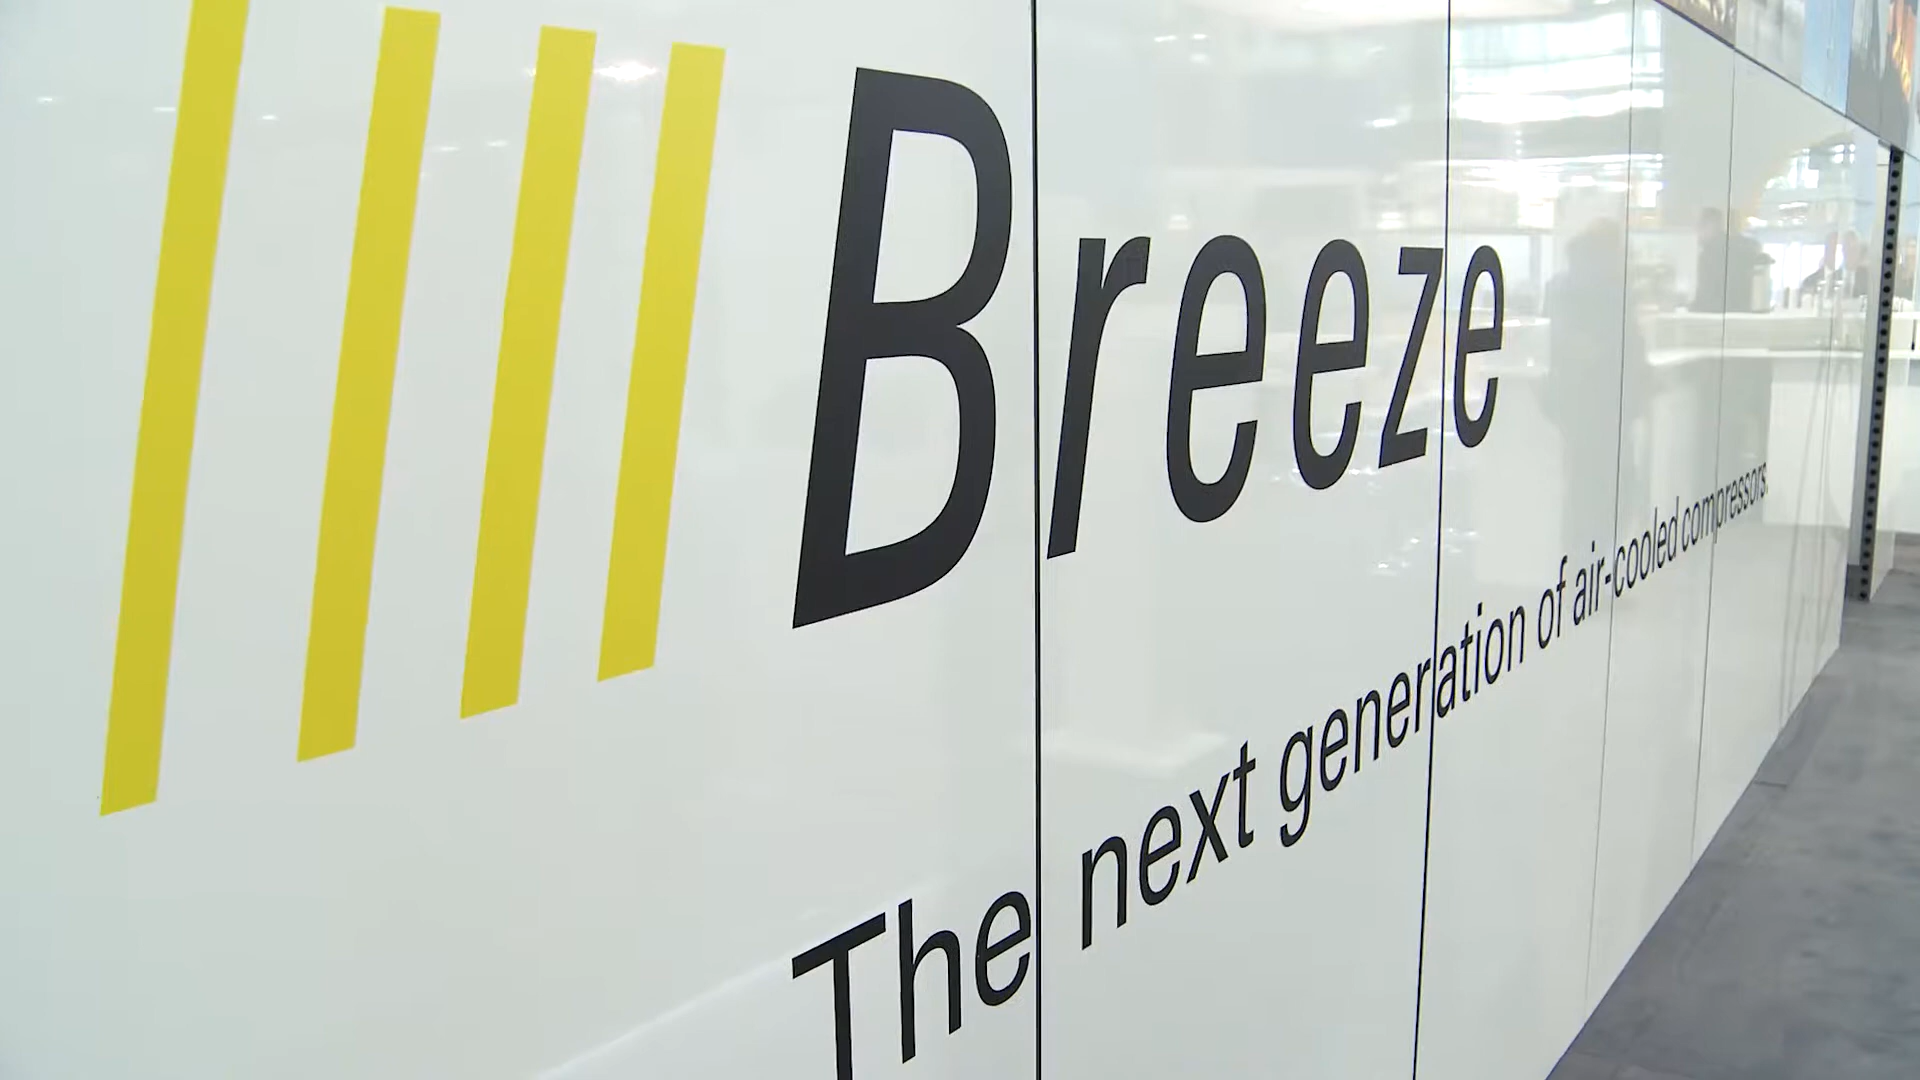 Breeze
The next generation of air-cooled compressors.